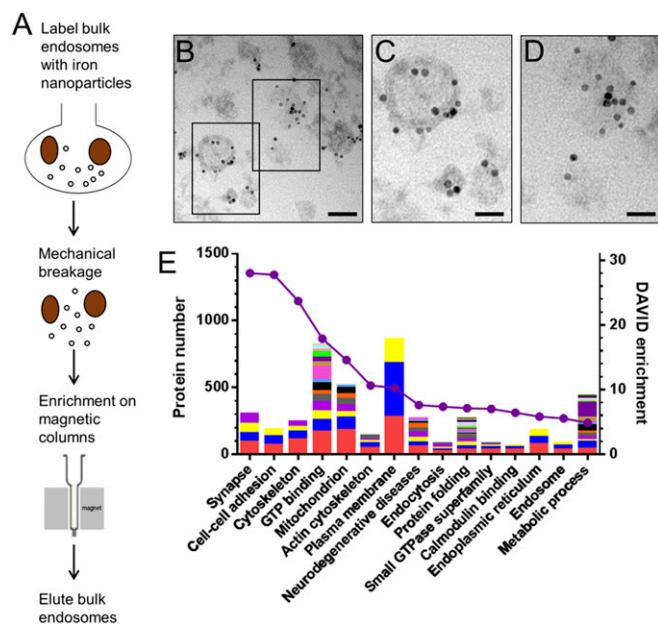 A
Label bulk
endosomes
with iron
nanoparticles
Mechanical
breakage
Enrichment on
magnetic
columns
magnet
Elute bulk
endosomes
B
C
D
E
1500
1000
500
0
Protein number
30
20
10
0
DAVID enrichment
Synapse
Cell-cell adhesion
Cytoskeleton
GTP binding
Mitochondrion
Actin cytoskeleton
Plasma membrane
Neurodegenerative diseases
Endocytosis
Protein folding
Small GTPase superfamily
Calmodulin binding
Endoplasmic reticulum
Endosome
Metabolic process